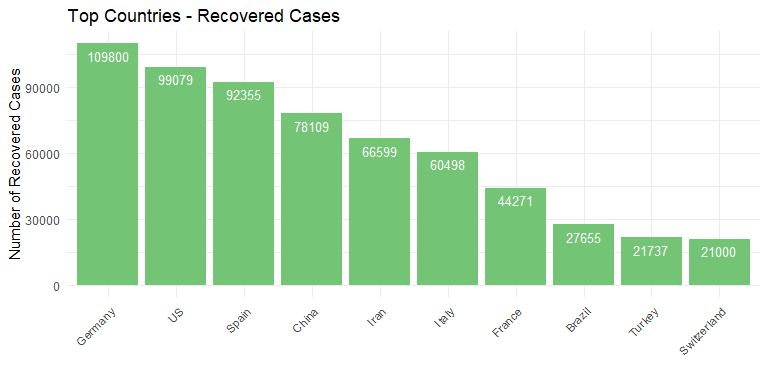 Top Countries - Recovered Cases
Number of Recovered Cases
90000
60000
30000
0
109800
99079
92355
78109
66599
60498
44271
27655
21737
21000
Germany
US
Spain
China
Iran
Italy
France
Brazil
Turkey
Switzerland